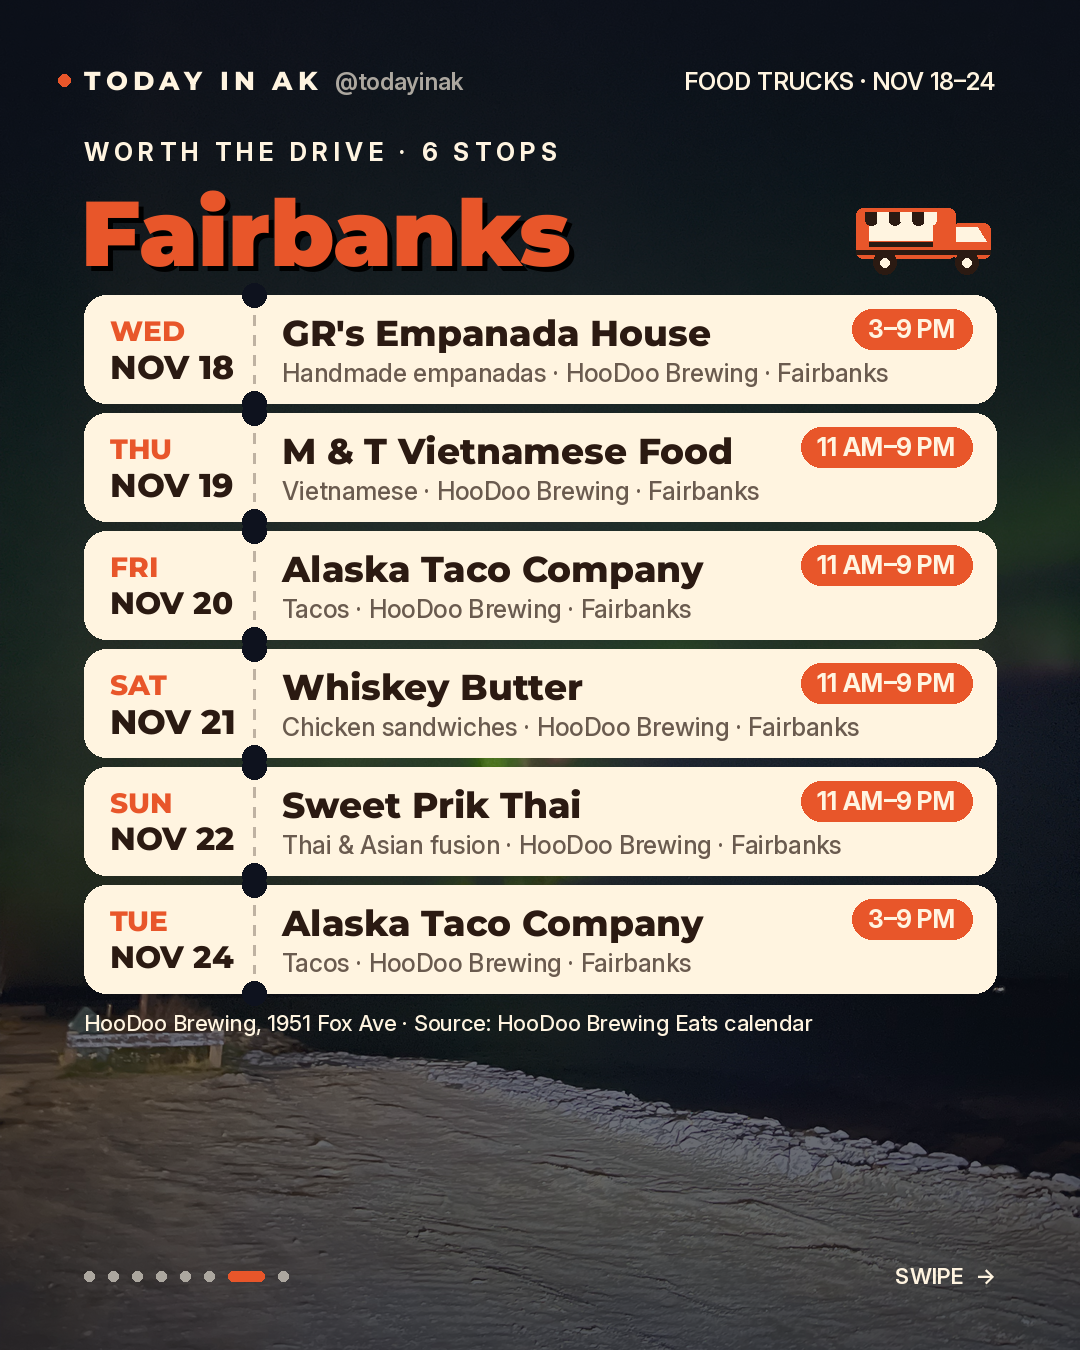 TODAY IN AK @todayinak
FOOD TRUCKS · NOV 18–24
WORTH THE DRIVE · 6 STOPS
Fairbanks
WED
NOV 18
GR's Empanada House
3–9 PM
Handmade empanadas · HooDoo Brewing · Fairbanks
THU
NOV 19
M & T Vietnamese Food
11 AM–9 PM
Vietnamese · HooDoo Brewing · Fairbanks
FRI
NOV 20
Alaska Taco Company
11 AM–9 PM
Tacos · HooDoo Brewing · Fairbanks
SAT
NOV 21
Whiskey Butter
11 AM–9 PM
Chicken sandwiches · HooDoo Brewing · Fairbanks
SUN
NOV 22
Sweet Prik Thai
11 AM–9 PM
Thai & Asian fusion · HooDoo Brewing · Fairbanks
TUE
NOV 24
Alaska Taco Company
3–9 PM
Tacos · HooDoo Brewing · Fairbanks
HooDoo Brewing, 1951 Fox Ave · Source: HooDoo Brewing Eats calendar
SWIPE →